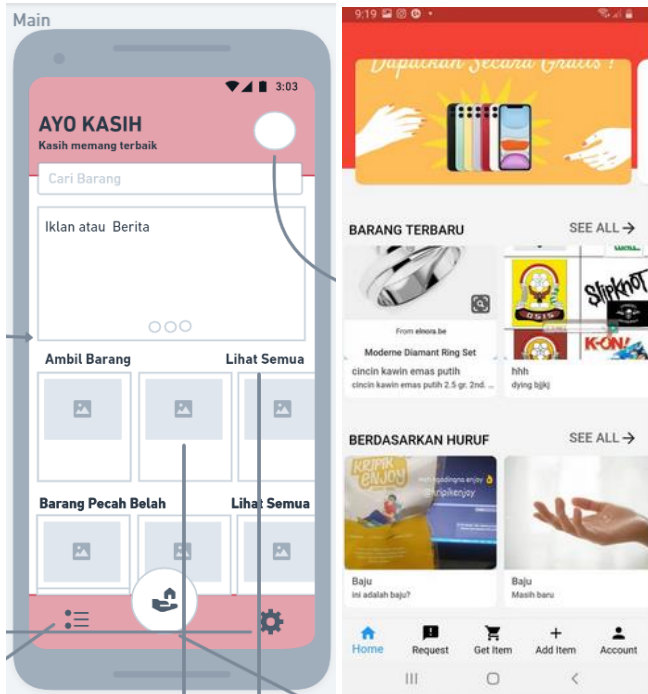 Main
3:03
AYO KASIH
Kasih memang terbaik
Cari Barang
Iklan atau Berita
Ambil Barang
Lihat Semua
Barang Pecah Belah
Lihat Semua
9:19
Dapatkan Secara Gratis !
BARANG TERBARU
SEE ALL →
From elnora.be
Moderne Diamant Ring Set
cincin kawin emas putih
cincin kawin emas putih 2.5 gr. 2nd. ...
OSIS
SlipKnoT
K-ON!
hhh
dying bjjkj
BERDASARKAN HURUF
SEE ALL →
KRIPIK
ENJOY
@kripikenjoy
Baju
ini adalah baju?
Baju
Masih baru
Home
Request
Get Item
Add Item
Account